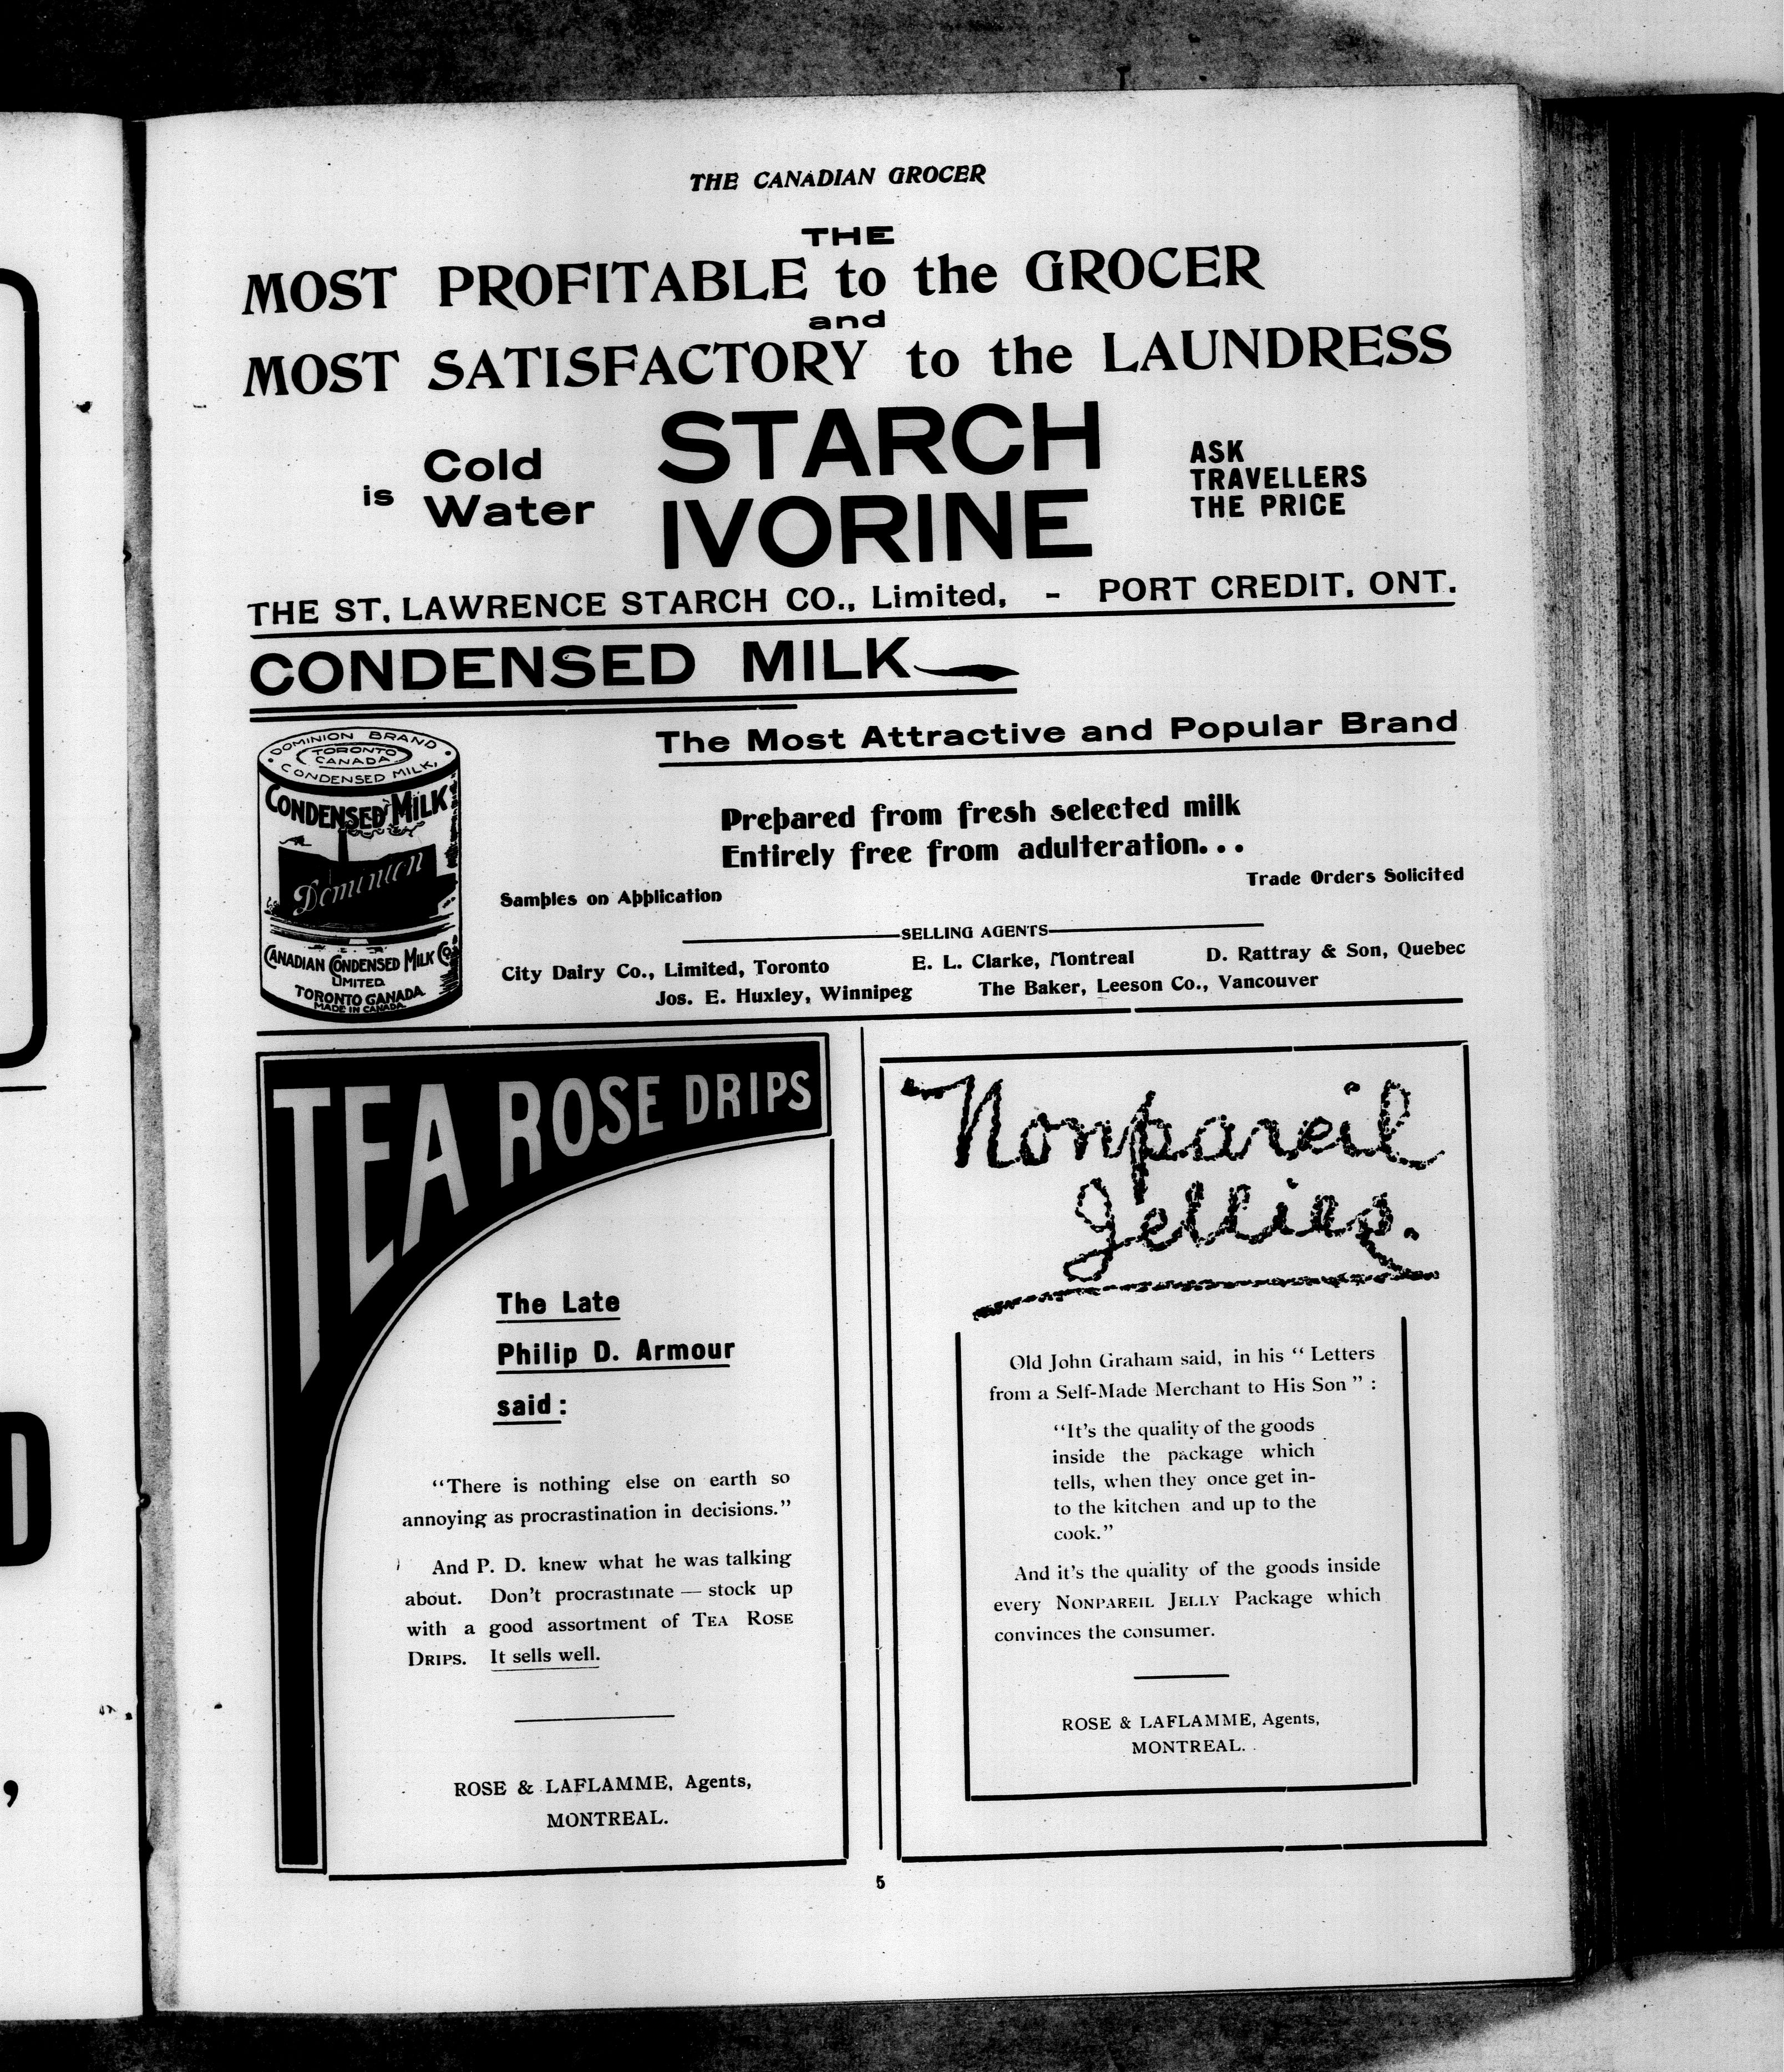 THE CANADIAN GROCER
THE
MOST PROFITABLE to the GROCER
and
MOST SATISFACTORY to the LAUNDRESS
is Cold Water
STARCH
IVORINE
ASK
TRAVELLERS
THE PRICE
THE ST. LAWRENCE STARCH CO., Limited, - PORT CREDIT, ONT.
CONDENSED MILK
DOMINION BRAND
TORONTO
CANADA
CONDENSED MILK
CONDENSED MILK
Dominion
CANADIAN CONDENSED MILK CO
LIMITED
TORONTO CANADA
MADE IN CANADA
The Most Attractive and Popular Brand
Prepared from fresh selected milk
Entirely free from adulteration...
Samples on Application
Trade Orders Solicited
SELLING AGENTS
City Dairy Co., Limited, Toronto E. L. Clarke, Montreal D. Rattray & Son, Quebec
Jos. E. Huxley, Winnipeg The Baker, Leeson Co., Vancouver
TEA ROSE DRIPS
The Late
Philip D. Armour
said:
"There is nothing else on earth so
annoying as procrastination in decisions."
And P. D. knew what he was talking
about. Don't procrastinate — stock up
with a good assortment of TEA ROSE
DRIPS. It sells well.
ROSE & LAFLAMME, Agents,
MONTREAL.
Nonpareil
Jellies.
Old John Graham said, in his "Letters
from a Self-Made Merchant to His Son":
"It's the quality of the goods
inside the package which
tells, when they once get in-
to the kitchen and up to the
cook."
And it's the quality of the goods inside
every NONPAREIL JELLY Package which
convinces the consumer.
ROSE & LAFLAMME, Agents,
MONTREAL.
5
D
,